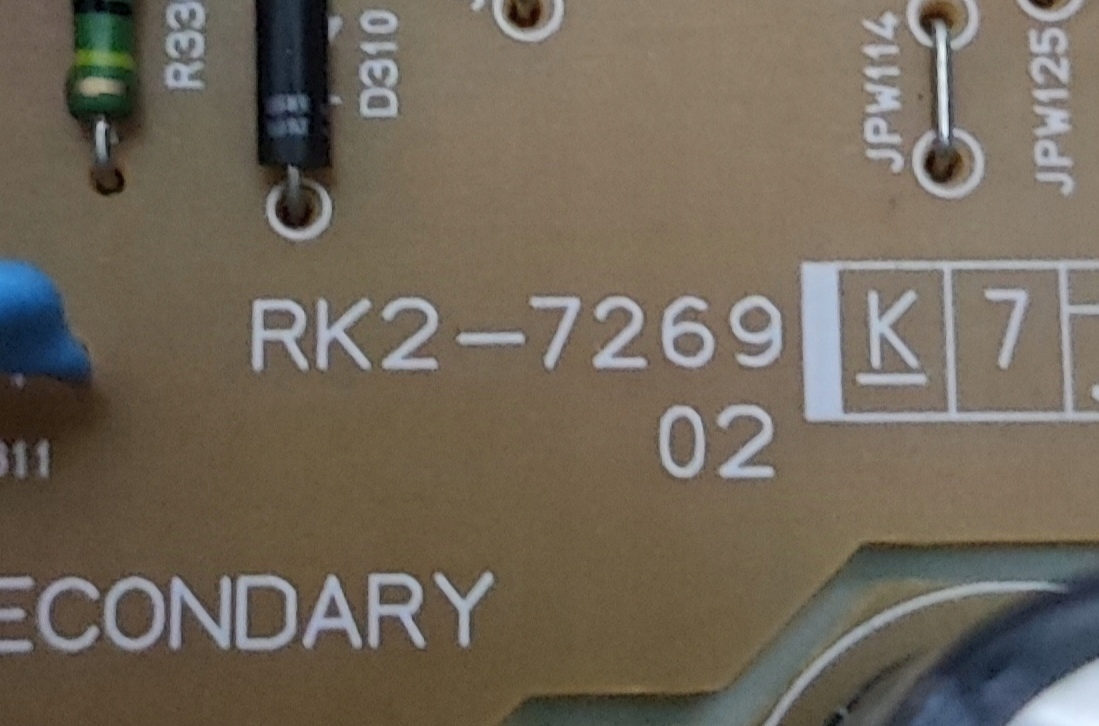 R33
D310
JPW114
JPW125
RK2-7269
K 7
02
311
ECONDARY